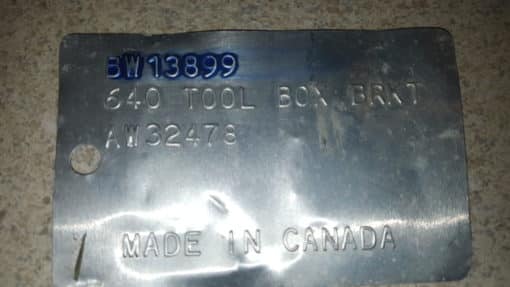 BW13899
640 TOOL BOX BRKT
AW32478
MADE IN CANADA